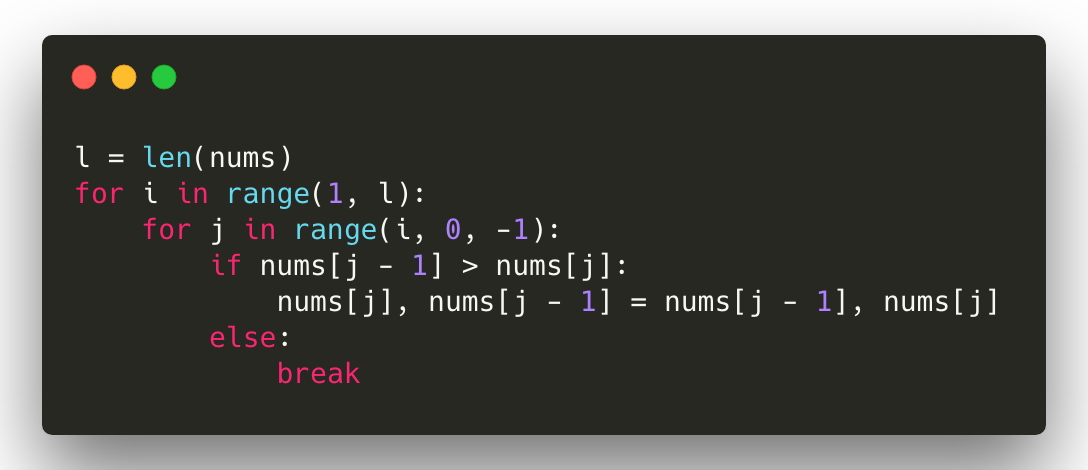 l = len(nums)
for i in range(1, l):
    for j in range(i, 0, -1):
        if nums[j - 1] > nums[j]:
            nums[j], nums[j - 1] = nums[j - 1], nums[j]
        else:
            break